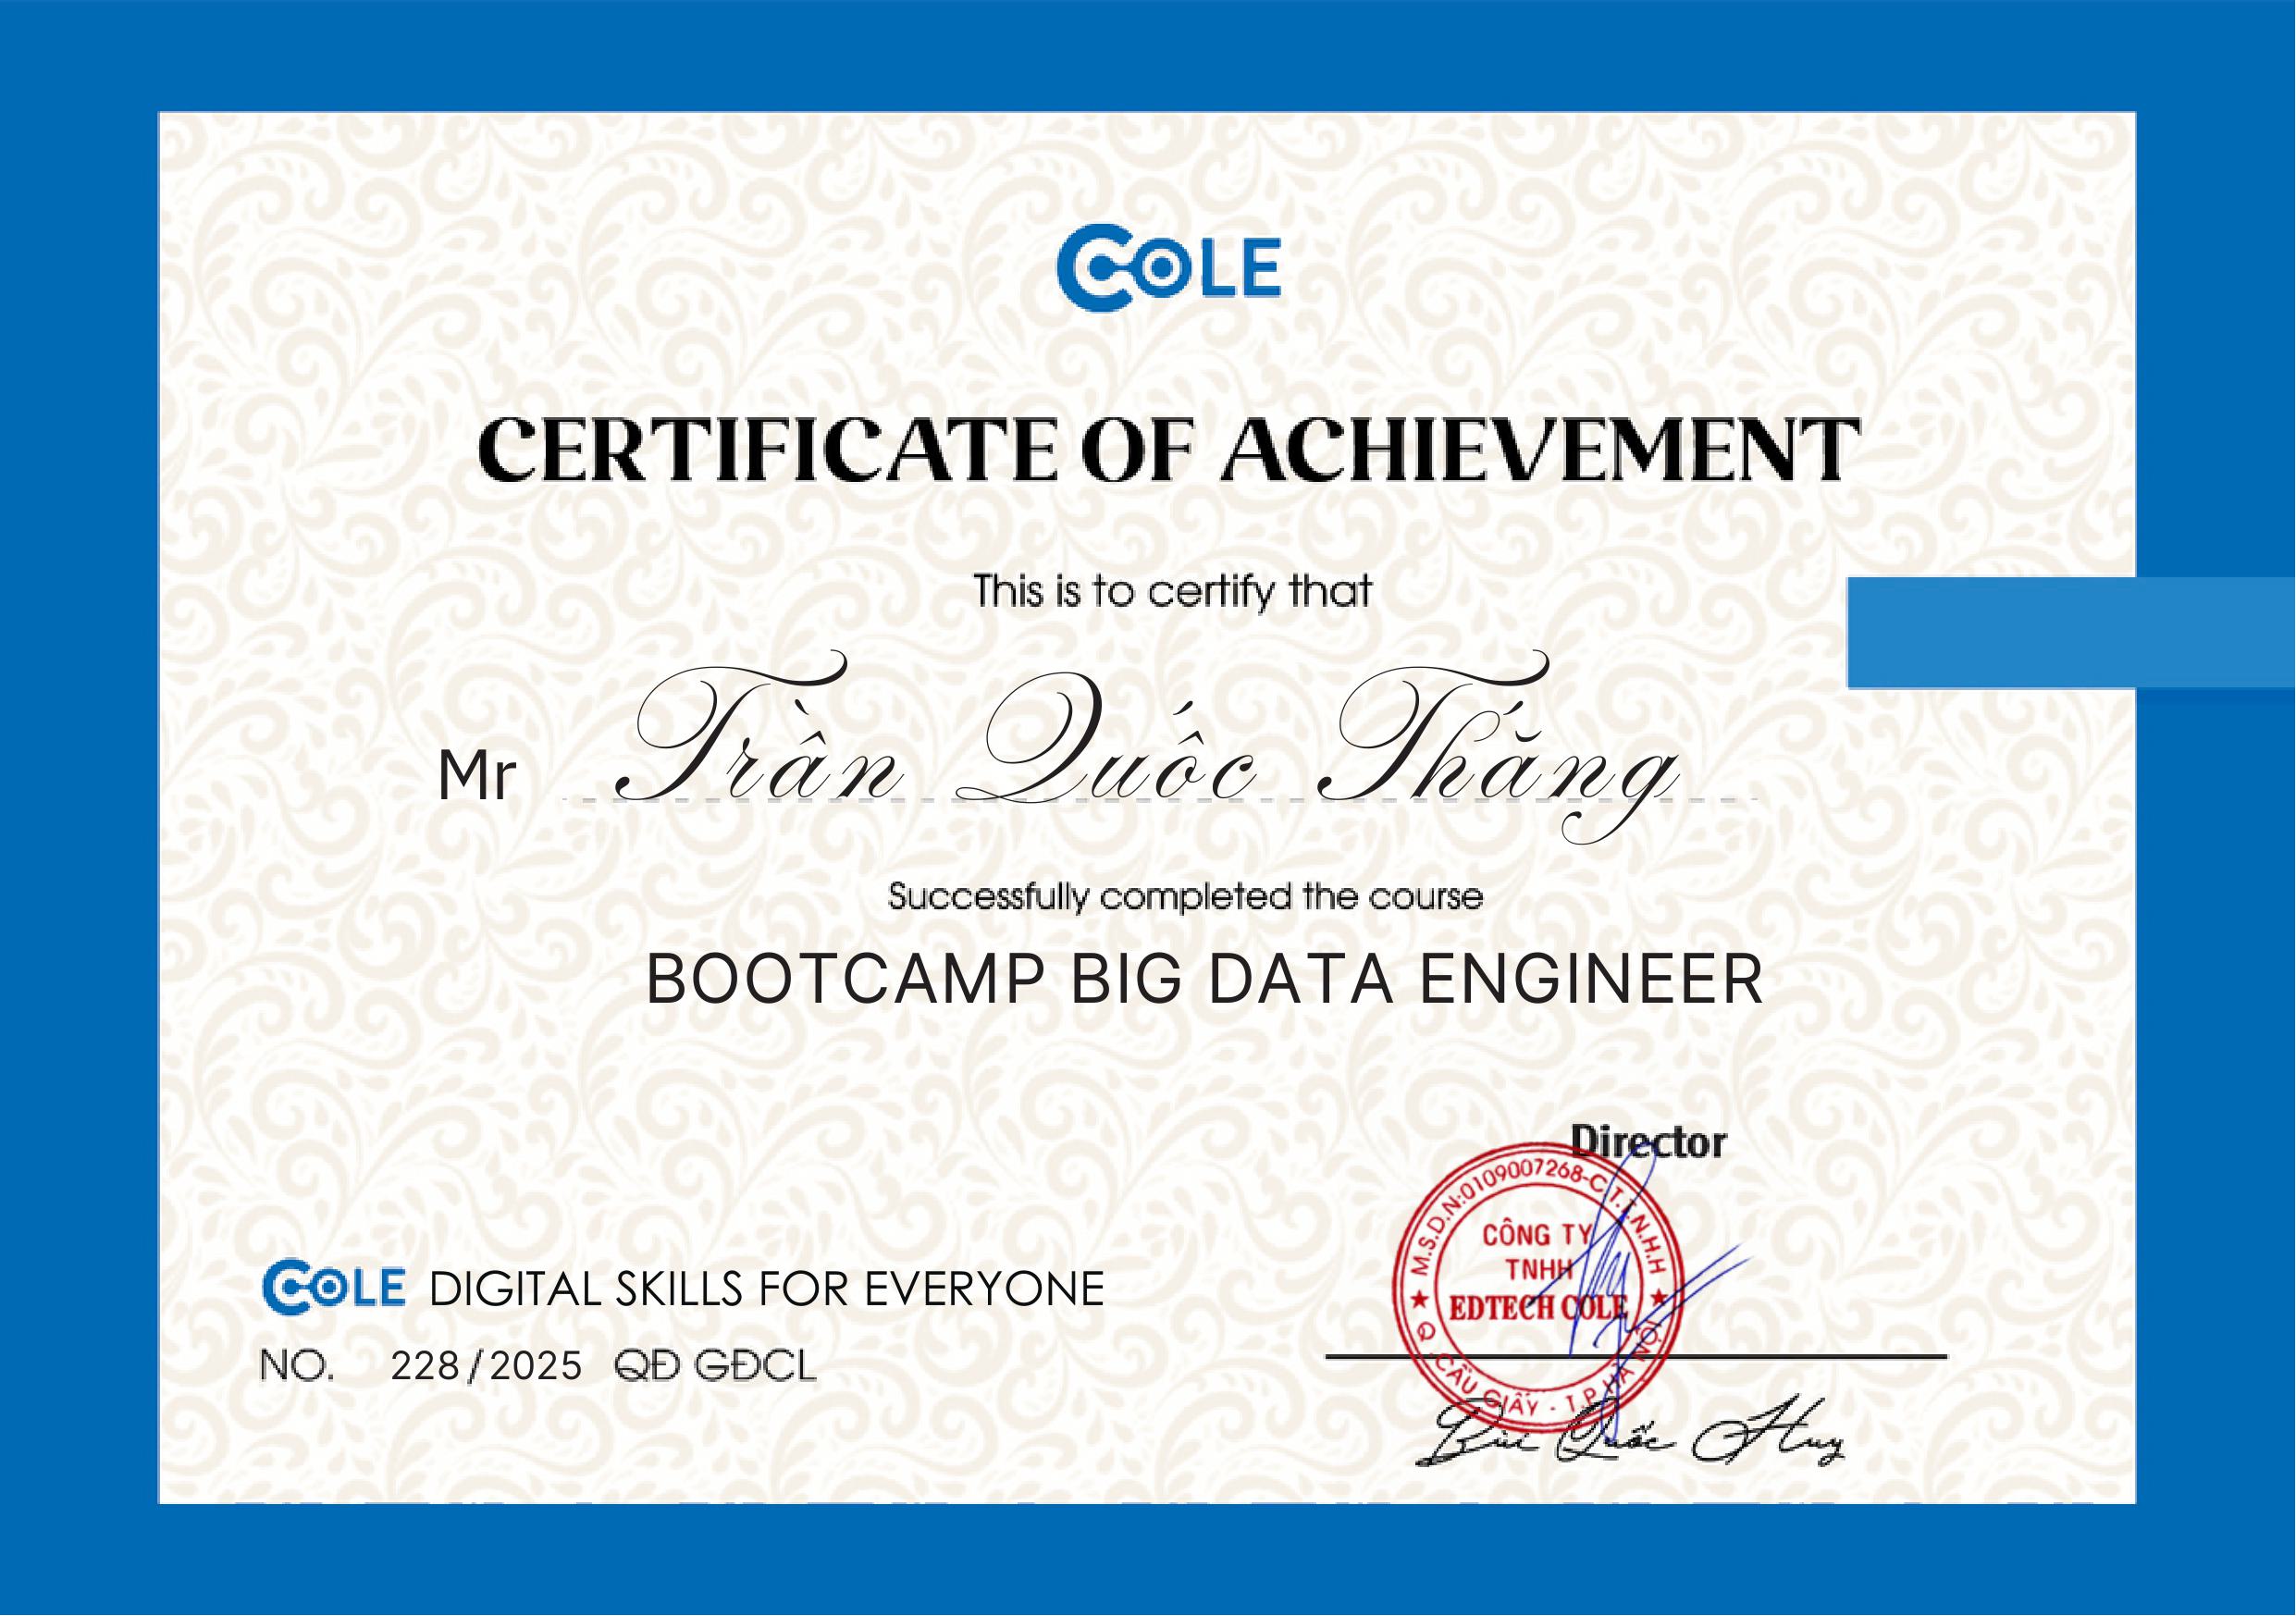 COLE
CERTIFICATE OF ACHIEVEMENT
This is to certify that
Mr Trần Quốc Thắng
Successfully completed the course
BOOTCAMP BIG DATA ENGINEER
Director
M.S.D.N:0109007268-C.T.T.N.H.H
CÔNG TY
TNHH
EDTECH COLE
Q. CẦU GIẤY - T.P HÀ NỘI
COLE DIGITAL SKILLS FOR EVERYONE
NO. 228/2025 QĐ GĐCL
Bùi Quốc Huy